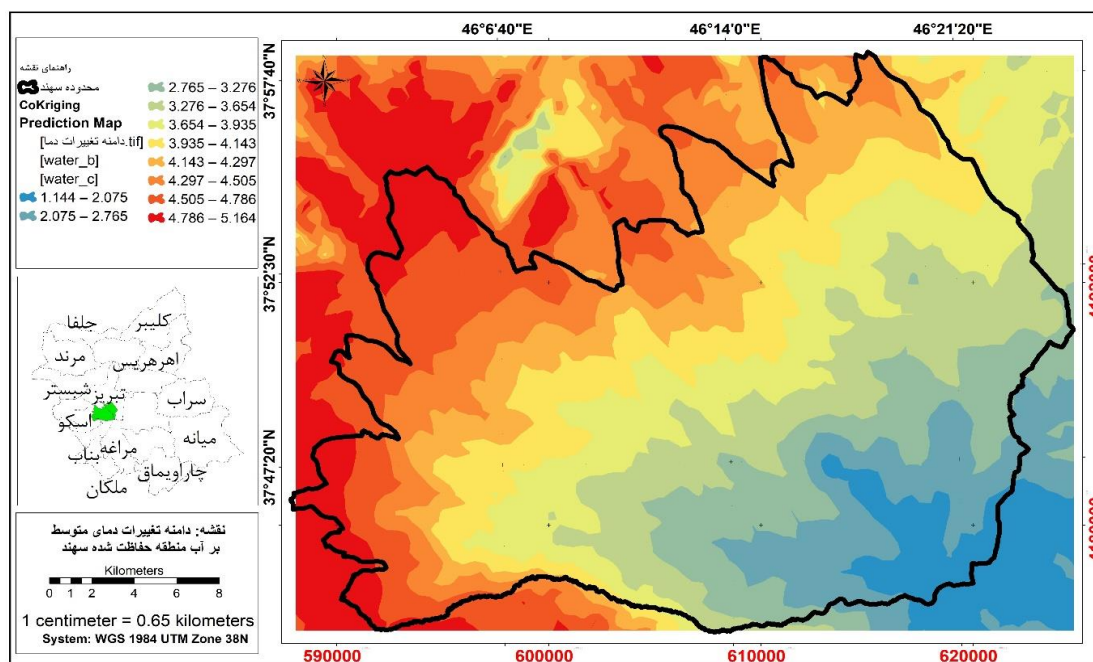 46°6'40"E 46°14'0"E 46°21'20"E
37°57'40"N
37°52'30"N
37°47'20"N
راهنمای نقشه
محدوده سهند
CoKriging
Prediction Map
[دامنه تغییرات دما.tif]
[water_b]
[water_c]
1.144 – 2.075
2.075 – 2.765
2.765 – 3.276
3.276 – 3.654
3.654 – 3.935
3.935 – 4.143
4.143 – 4.297
4.297 – 4.505
4.505 – 4.786
4.786 – 5.164
کلیبر
جلفا
مرند
اهرهریس
شبستر
تبریز
سراب
اسکو
میانه
مراغه
بناب
چاراویماق
ملکان
نقشه: دامنه تغییرات دمای متوسط
بر آب منطقه حفاظت شده سهند
Kilometers
0 1 2 4 6 8
1 centimeter = 0.65 kilometers
System: WGS 1984 UTM Zone 38N
590000 600000 610000 620000